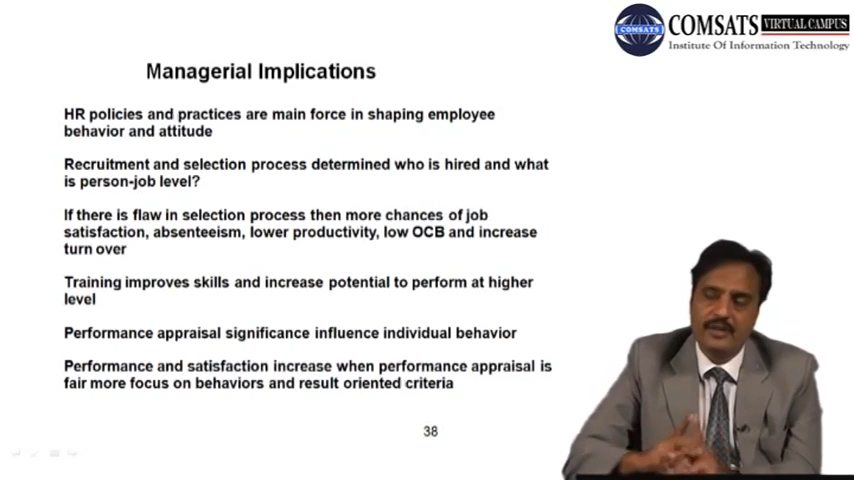 COMSATS VIRTUAL CAMPUS
COMSATS
Institute Of Information Technology
Managerial Implications
HR policies and practices are main force in shaping employee
behavior and attitude
Recruitment and selection process determined who is hired and what
is person-job level?
If there is flaw in selection process then more chances of job
satisfaction, absenteeism, lower productivity, low OCB and increase
turn over
Training improves skills and increase potential to perform at higher
level
Performance appraisal significance influence individual behavior
Performance and satisfaction increase when performance appraisal is
fair more focus on behaviors and result oriented criteria
38